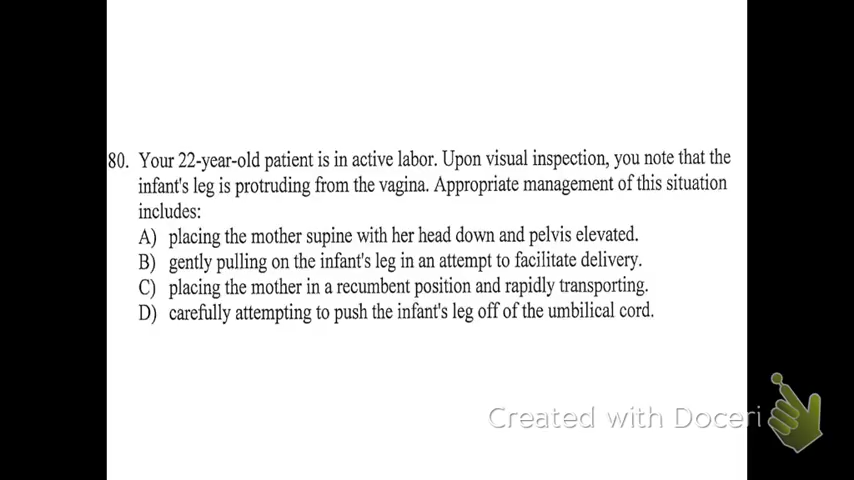 80. Your 22-year-old patient is in active labor. Upon visual inspection, you note that the
infant's leg is protruding from the vagina. Appropriate management of this situation
includes:
A) placing the mother supine with her head down and pelvis elevated.
B) gently pulling on the infant's leg in an attempt to facilitate delivery.
C) placing the mother in a recumbent position and rapidly transporting.
D) carefully attempting to push the infant's leg off of the umbilical cord.
Created with Doceri